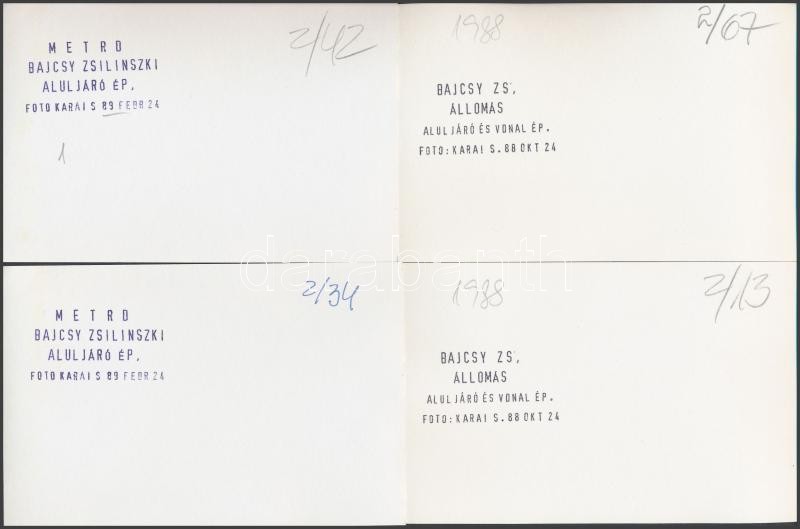 2/42
METRO
BAJCSY ZSILINSZKI
ALULJÁRÓ ÉP.
FOTO KARAI S 89 FEBR 24
1
1988
2/67
BAJCSY ZS,
ÁLLOMÁS
ALULJÁRÓ ÉS VONAL ÉP.
FOTO: KARAI S. 88 OKT 24
darabanth
2/34
METRO
BAJCSY ZSILINSZKI
ALULJÁRÓ ÉP,
FOTO KARAI S 89 FEBR 24
1988
2/13
BAJCSY ZS,
ÁLLOMÁS
ALULJÁRÓ ÉS VONAL ÉP.
FOTO: KARAI S. 88 OKT 24